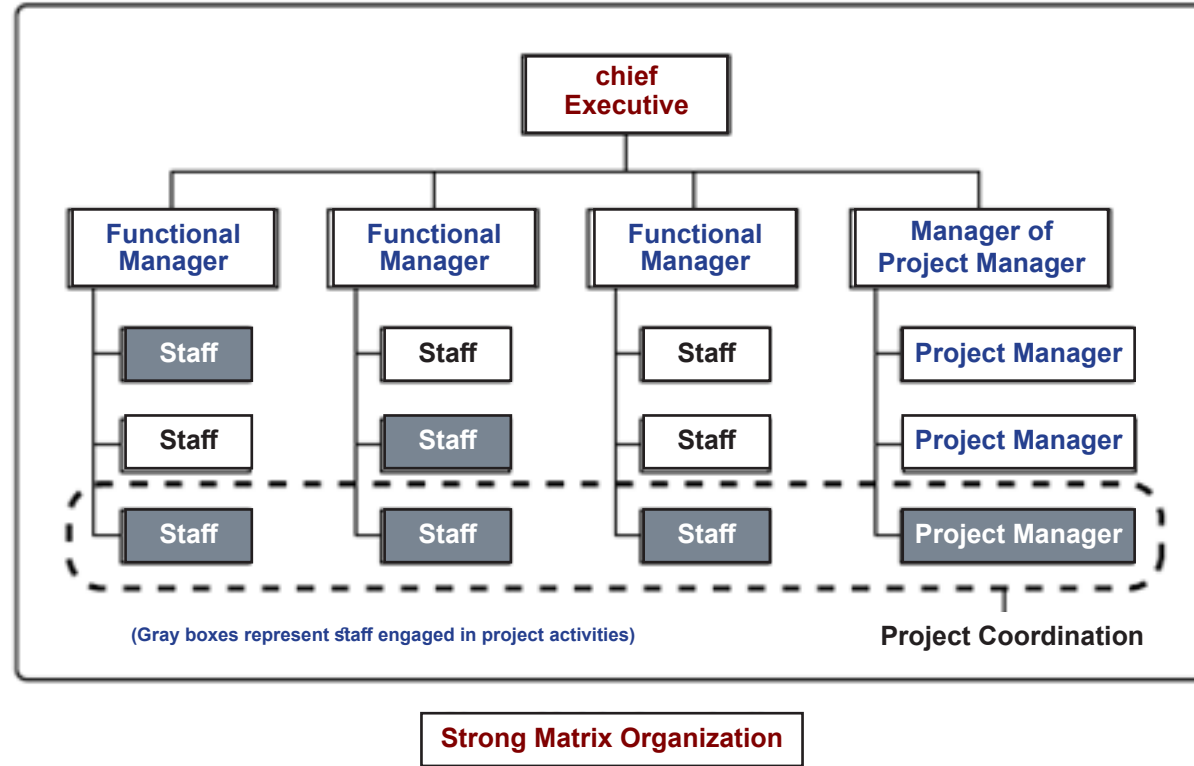 chief
Executive
Functional
Manager
Functional
Manager
Functional
Manager
Manager of
Project Manager
Staff
Staff
Staff
Project Manager
Staff
Staff
Staff
Project Manager
Staff
Staff
Staff
Project Manager
(Gray boxes represent staff engaged in project activities)
Project Coordination
Strong Matrix Organization